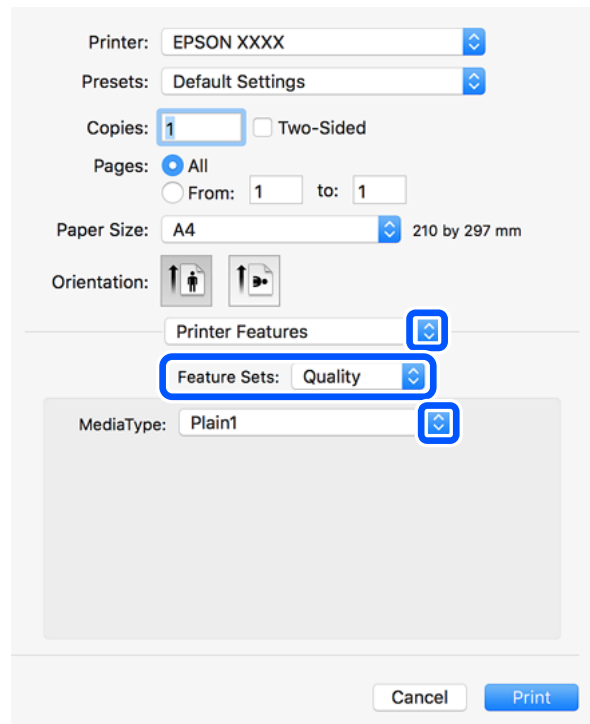 Printer: EPSON XXXX
Presets: Default Settings
Copies: 1 Two-Sided
Pages: All
From: 1 to: 1
Paper Size: A4 210 by 297 mm
Orientation:
Printer Features
Feature Sets: Quality
MediaType: Plain1
Cancel Print